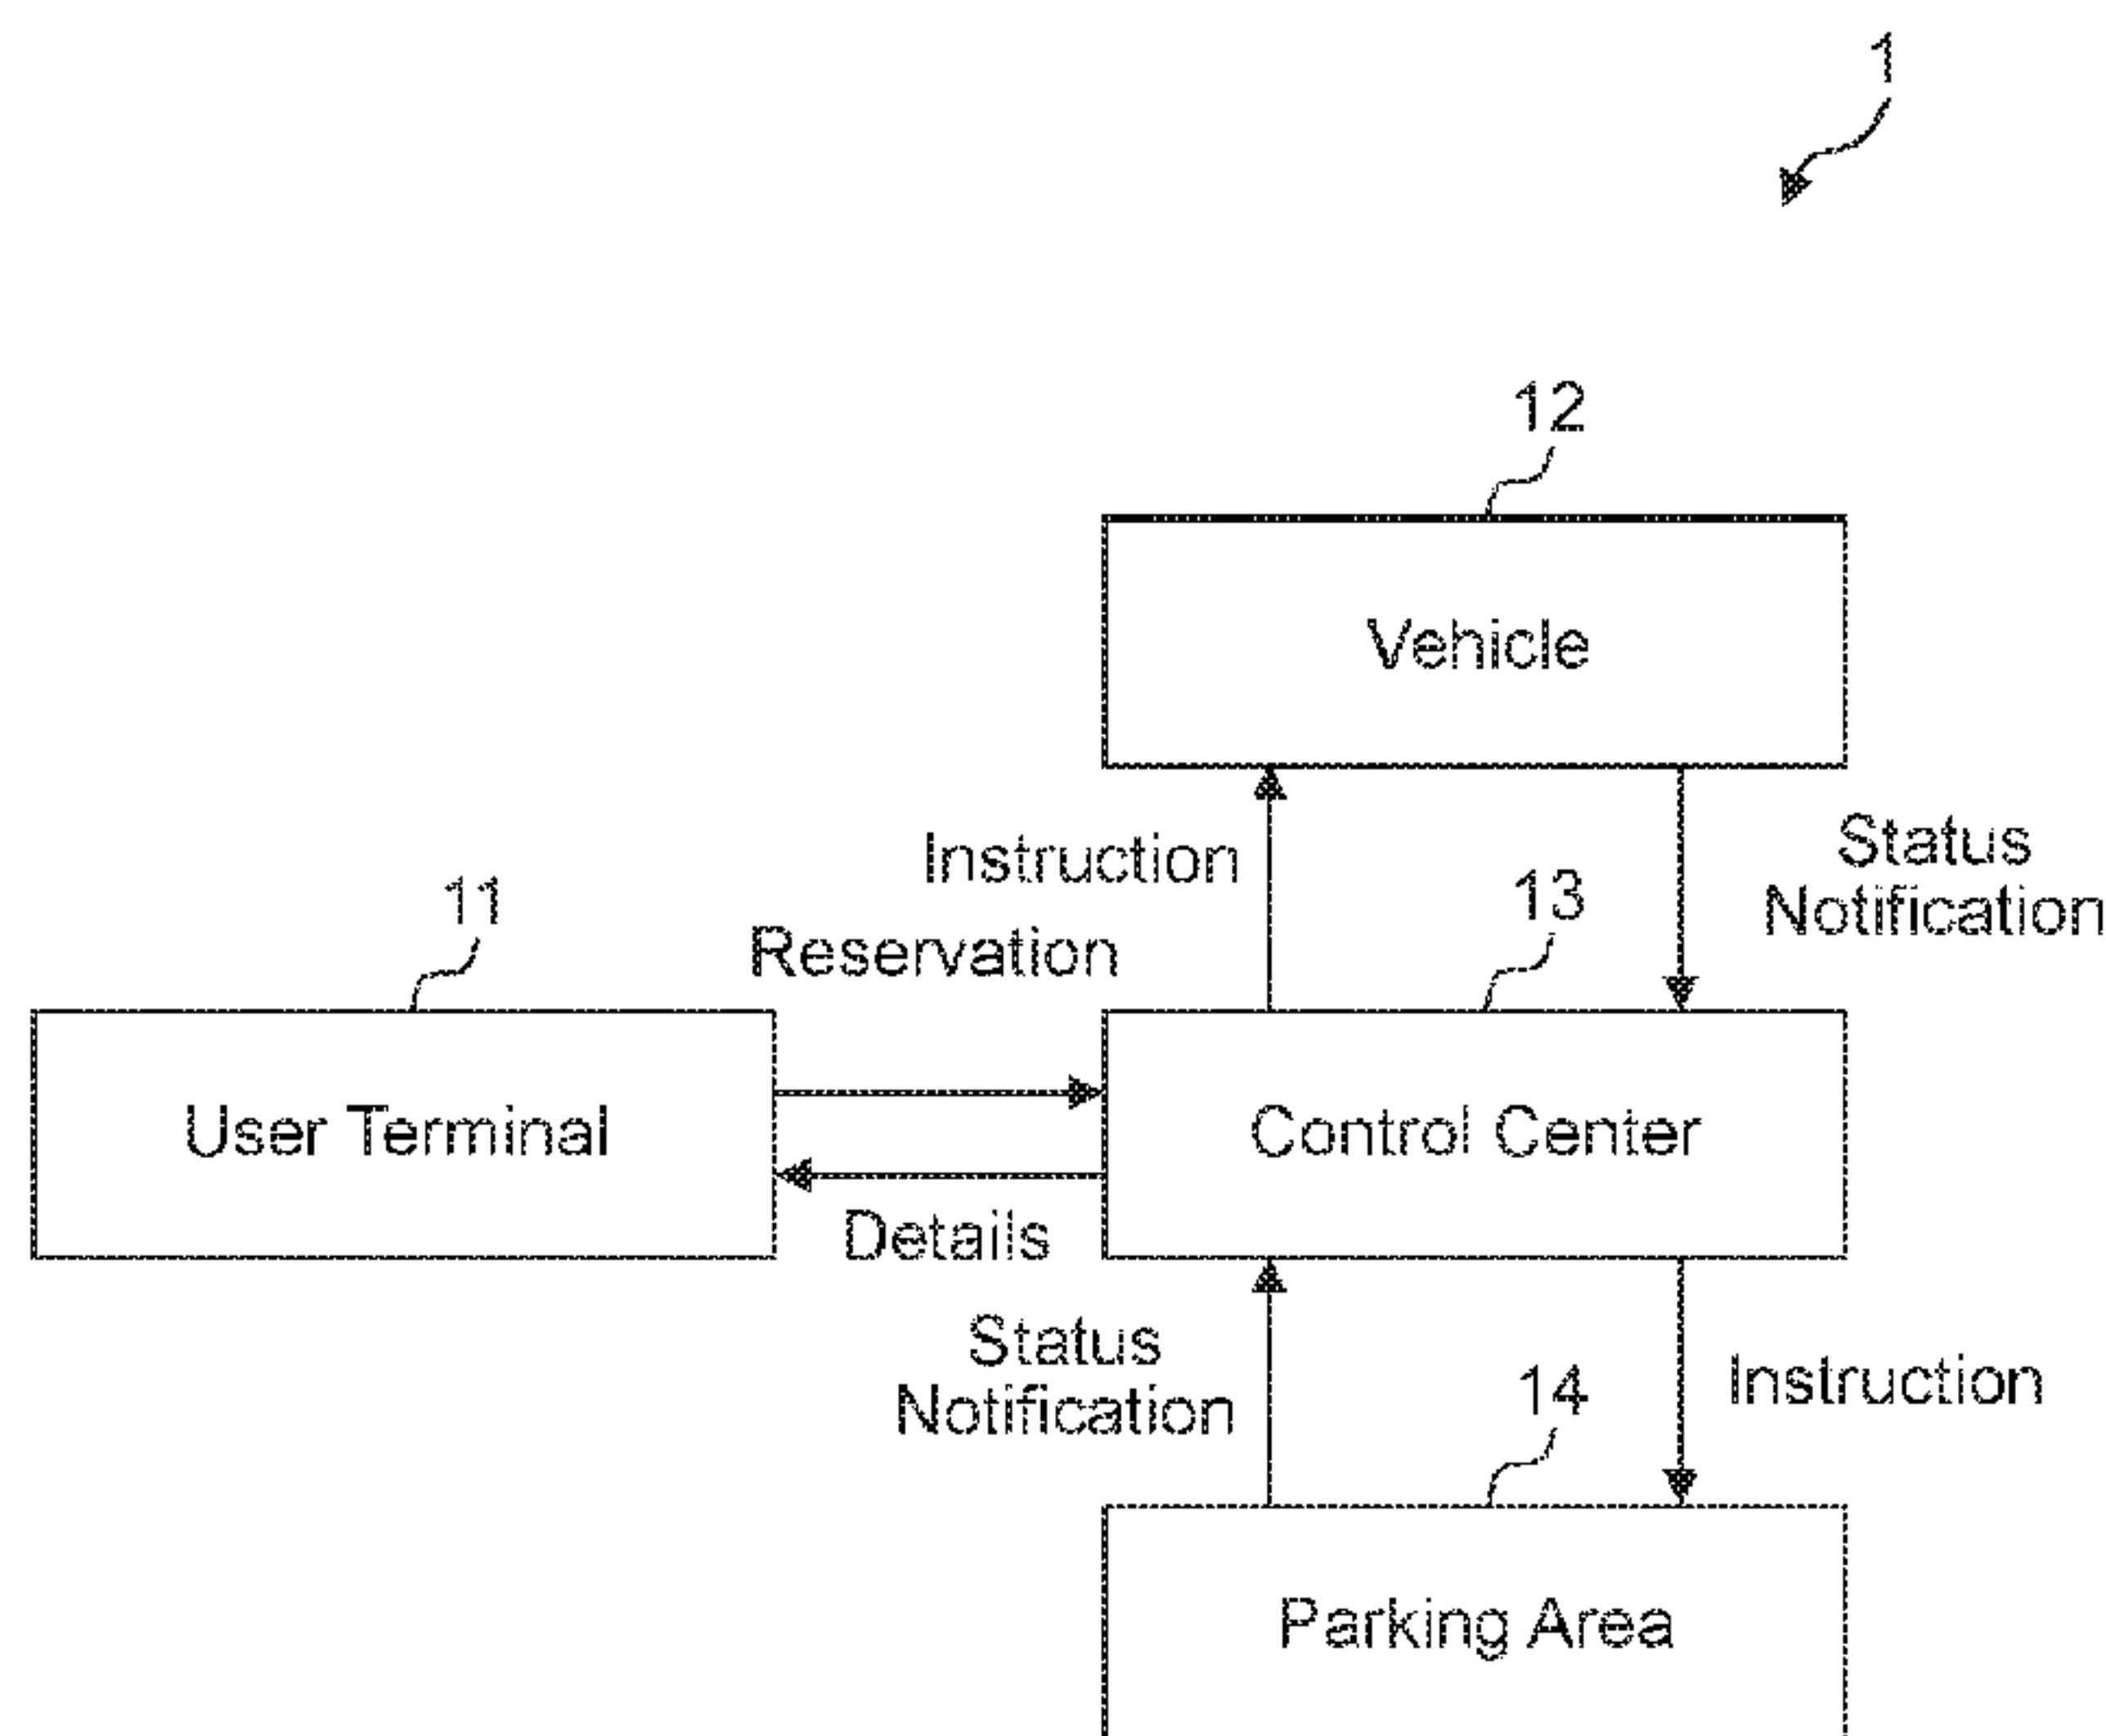 1
12
Vehicle
Instruction
Status
Notification
11
Reservation
13
User Terminal
Control Center
Details
Status
Notification
14
Instruction
Parking Area